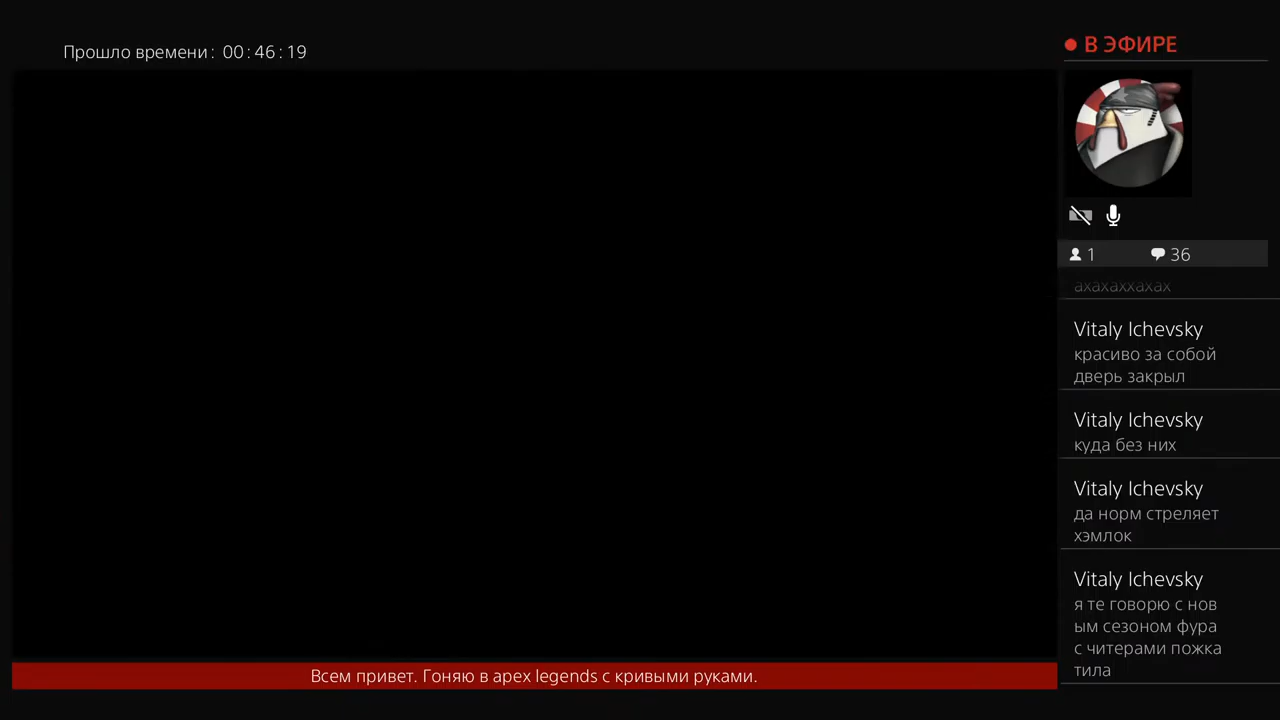 Прошло времени: 00:46:19
В ЭФИРЕ
1
36
ахахаххахах
Vitaly Ichevsky
красиво за собой
дверь закрыл
Vitaly Ichevsky
куда без них
Vitaly Ichevsky
да норм стреляет
хэмлок
Vitaly Ichevsky
я те говорю с нов
ым сезоном фура
с читерами пожка
тила
Всем привет. Гоняю в apex legends с кривыми руками.